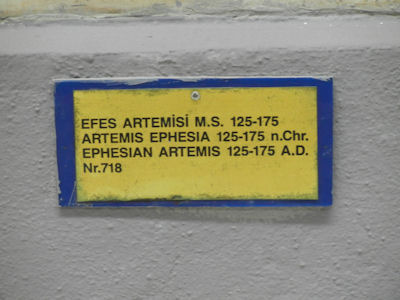 EFES ARTEMİSİ M.S. 125-175
ARTEMIS EPHESIA 125-175 n.Chr.
EPHESIAN ARTEMIS 125-175 A.D.
Nr.718